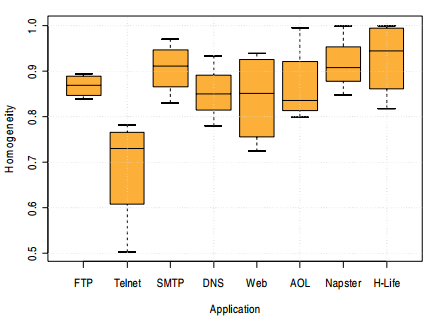 Homogeneity
1.0
0.9
0.8
0.7
0.6
0.5
FTP Telnet SMTP DNS Web AOL Napster H-Life
Application